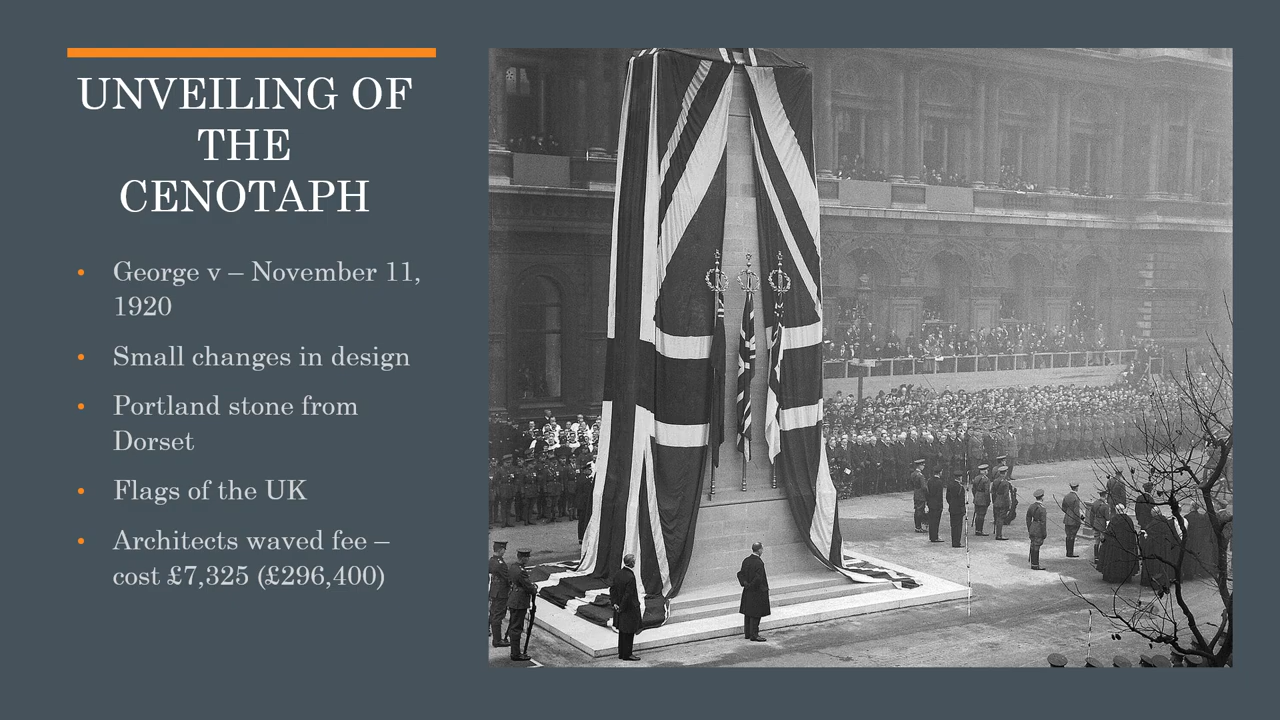 UNVEILING OF
THE
CENOTAPH
• George v – November 11,
1920
• Small changes in design
• Portland stone from
Dorset
• Flags of the UK
• Architects waved fee –
cost £7,325 (£296,400)